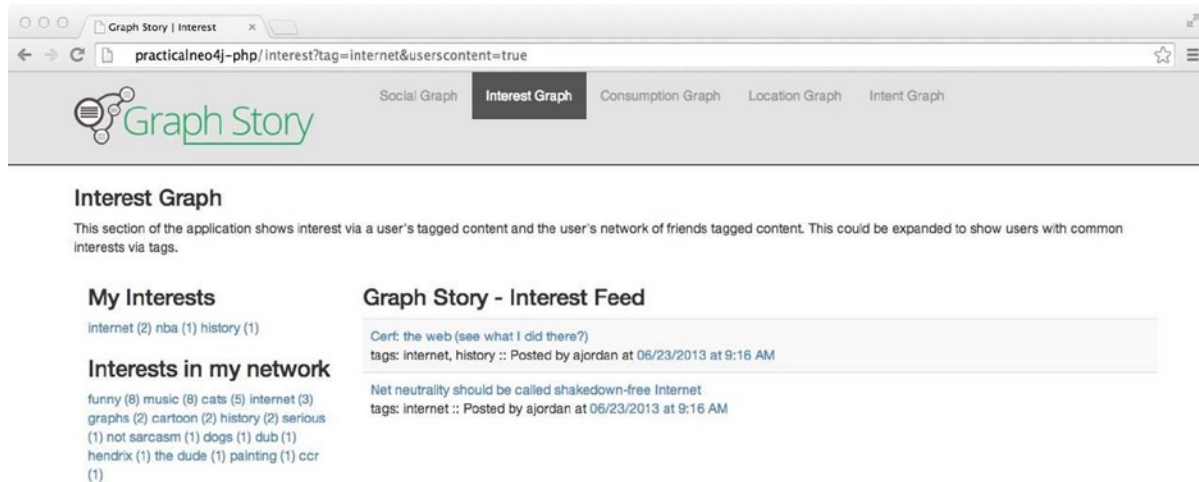 Graph Story | Interest
practicalneo4j-php/interest?tag=internet&userscontent=true
Graph Story
Social Graph
Interest Graph
Consumption Graph
Location Graph
Intent Graph
Interest Graph
This section of the application shows interest via a user's tagged content and the user's network of friends tagged content. This could be expanded to show users with common
interests via tags.
My Interests
internet (2) nba (1) history (1)
Interests in my network
funny (8) music (8) cats (5) internet (3)
graphs (2) cartoon (2) history (2) serious
(1) not sarcasm (1) dogs (1) dub (1)
hendrix (1) the dude (1) painting (1) ccr
(1)
Graph Story - Interest Feed
Cerf: the web (see what I did there?)
tags: internet, history :: Posted by ajordan at 06/23/2013 at 9:16 AM
Net neutrality should be called shakedown-free Internet
tags: internet :: Posted by ajordan at 06/23/2013 at 9:16 AM